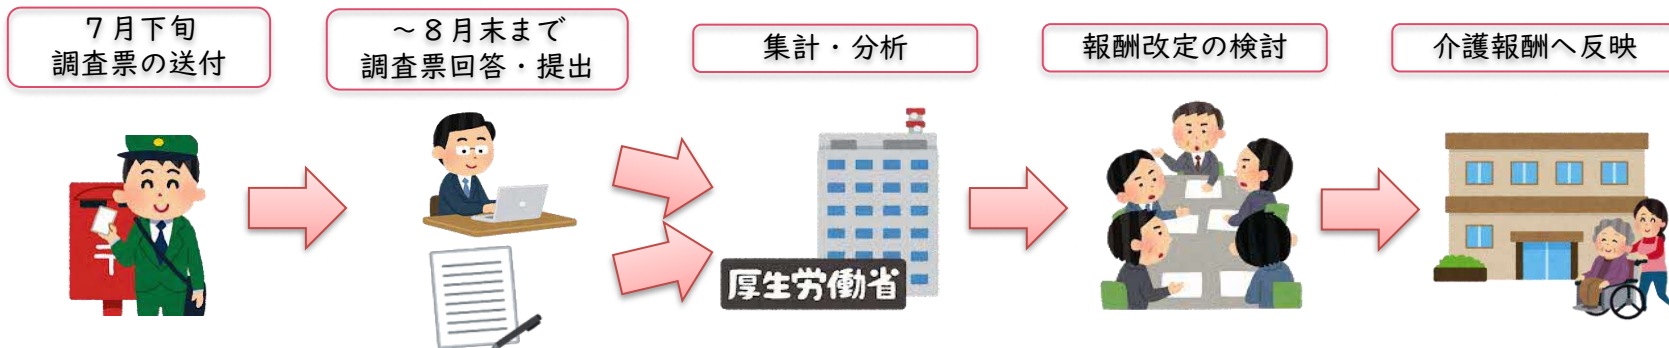 ７月下旬
調査票の送付
～８月末まで
調査票回答・提出
集計・分析
報酬改定の検討
介護報酬へ反映
〒
厚生労働省